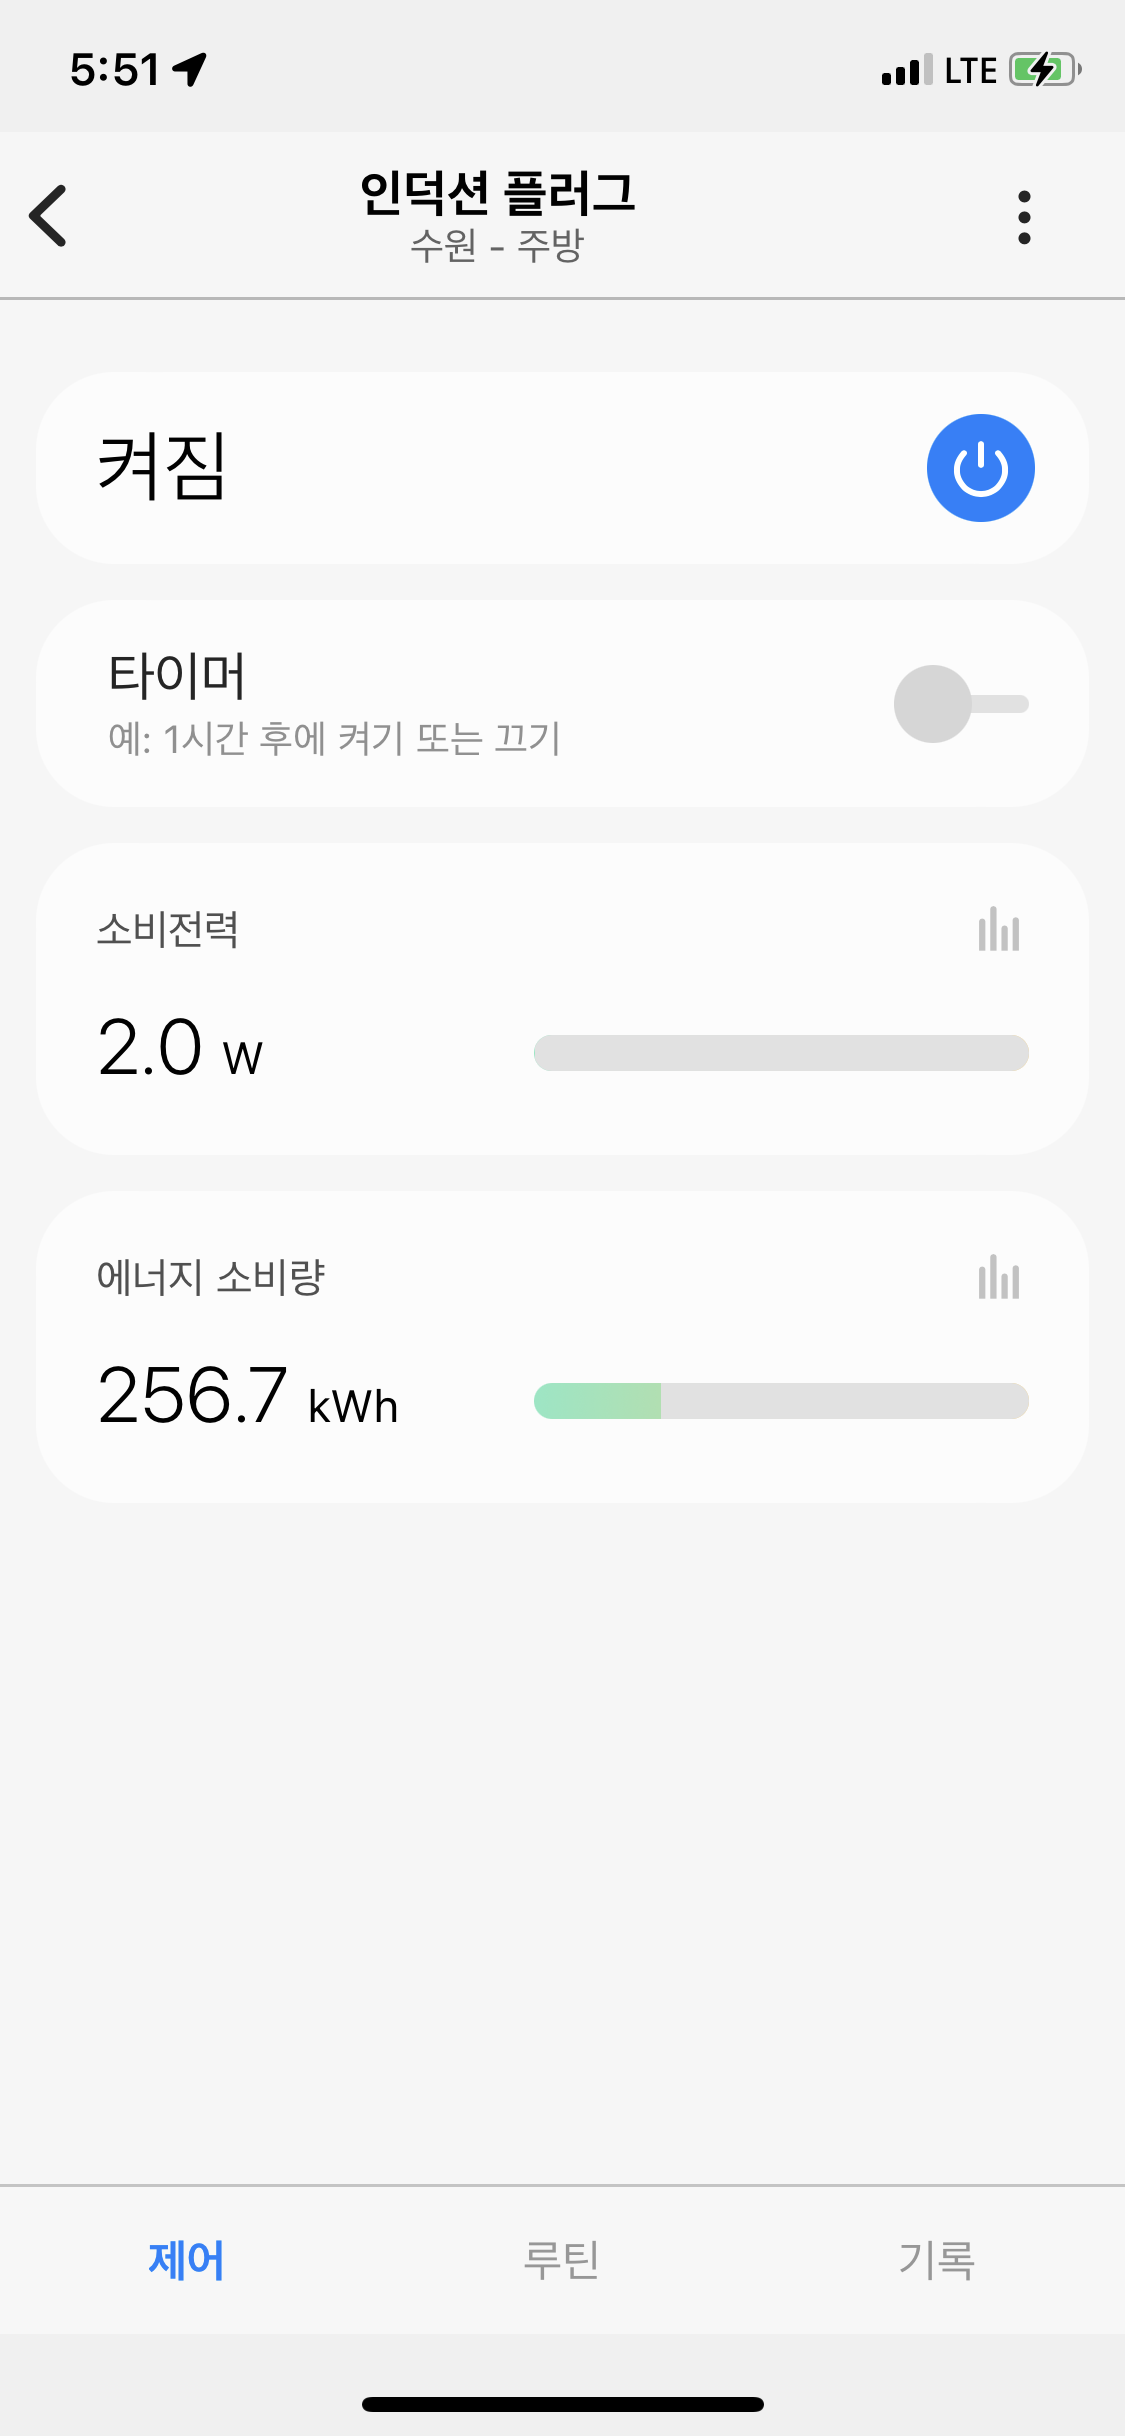 5:51
LTE
인덕션 플러그
수원 - 주방
켜짐
타이머
예: 1시간 후에 켜기 또는 끄기
소비전력
2.0 W
에너지 소비량
256.7 kWh
제어
루틴
기록